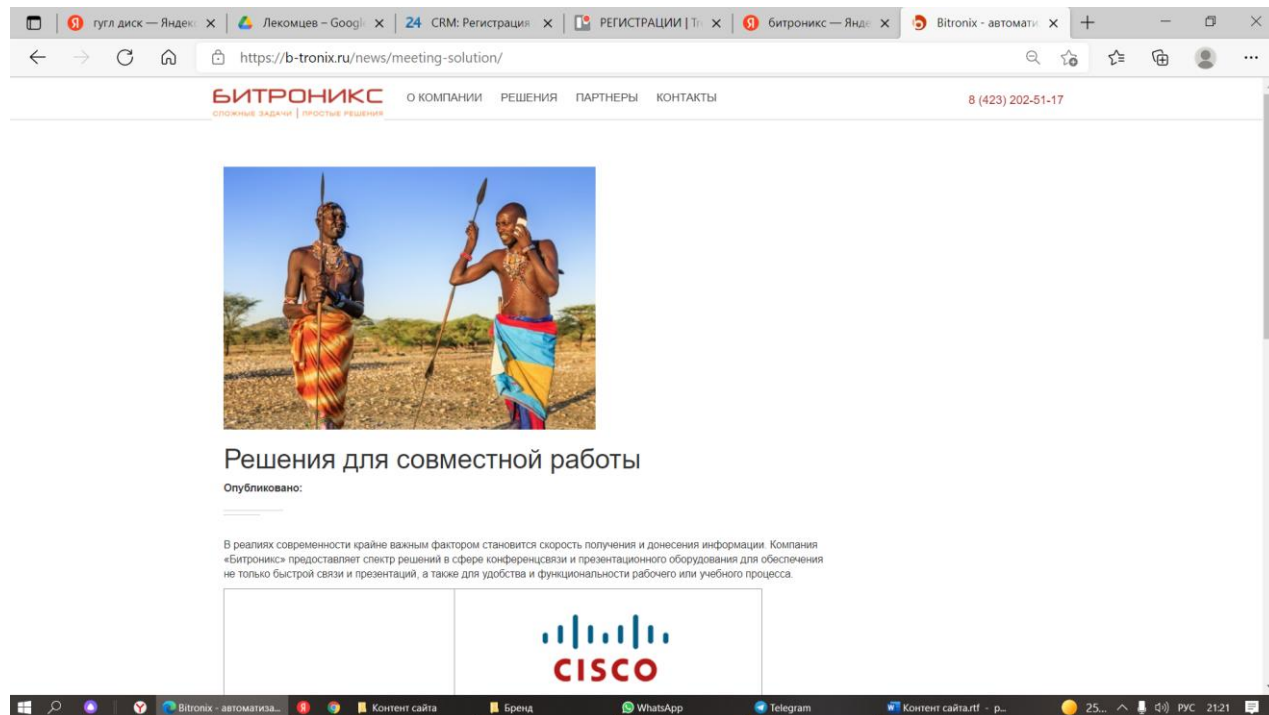 гугл диск — Яндекс
Лекомцев – Googl
24 CRM: Регистрация
РЕГИСТРАЦИИ | Tr
битроникс — Янде
Bitronix - автомати
https://b-tronix.ru/news/meeting-solution/
БИТРОНИКС
СЛОЖНЫЕ ЗАДАЧИ | ПРОСТЫЕ РЕШЕНИЯ
О КОМПАНИИ РЕШЕНИЯ ПАРТНЕРЫ КОНТАКТЫ
8 (423) 202-51-17
Решения для совместной работы
Опубликовано:
В реалиях современности крайне важным фактором становится скорость получения и донесения информации. Компания
«Битроникс» предоставляет спектр решений в сфере конференцсвязи и презентационного оборудования для обеспечения
не только быстрой связи и презентаций, а также для удобства и функциональности рабочего или учебного процесса.
CISCO
Bitronix - автоматиза...
Контент сайта
Бренд
WhatsApp
Telegram
Контент сайта.rtf - р...
25...
РУС
21:21